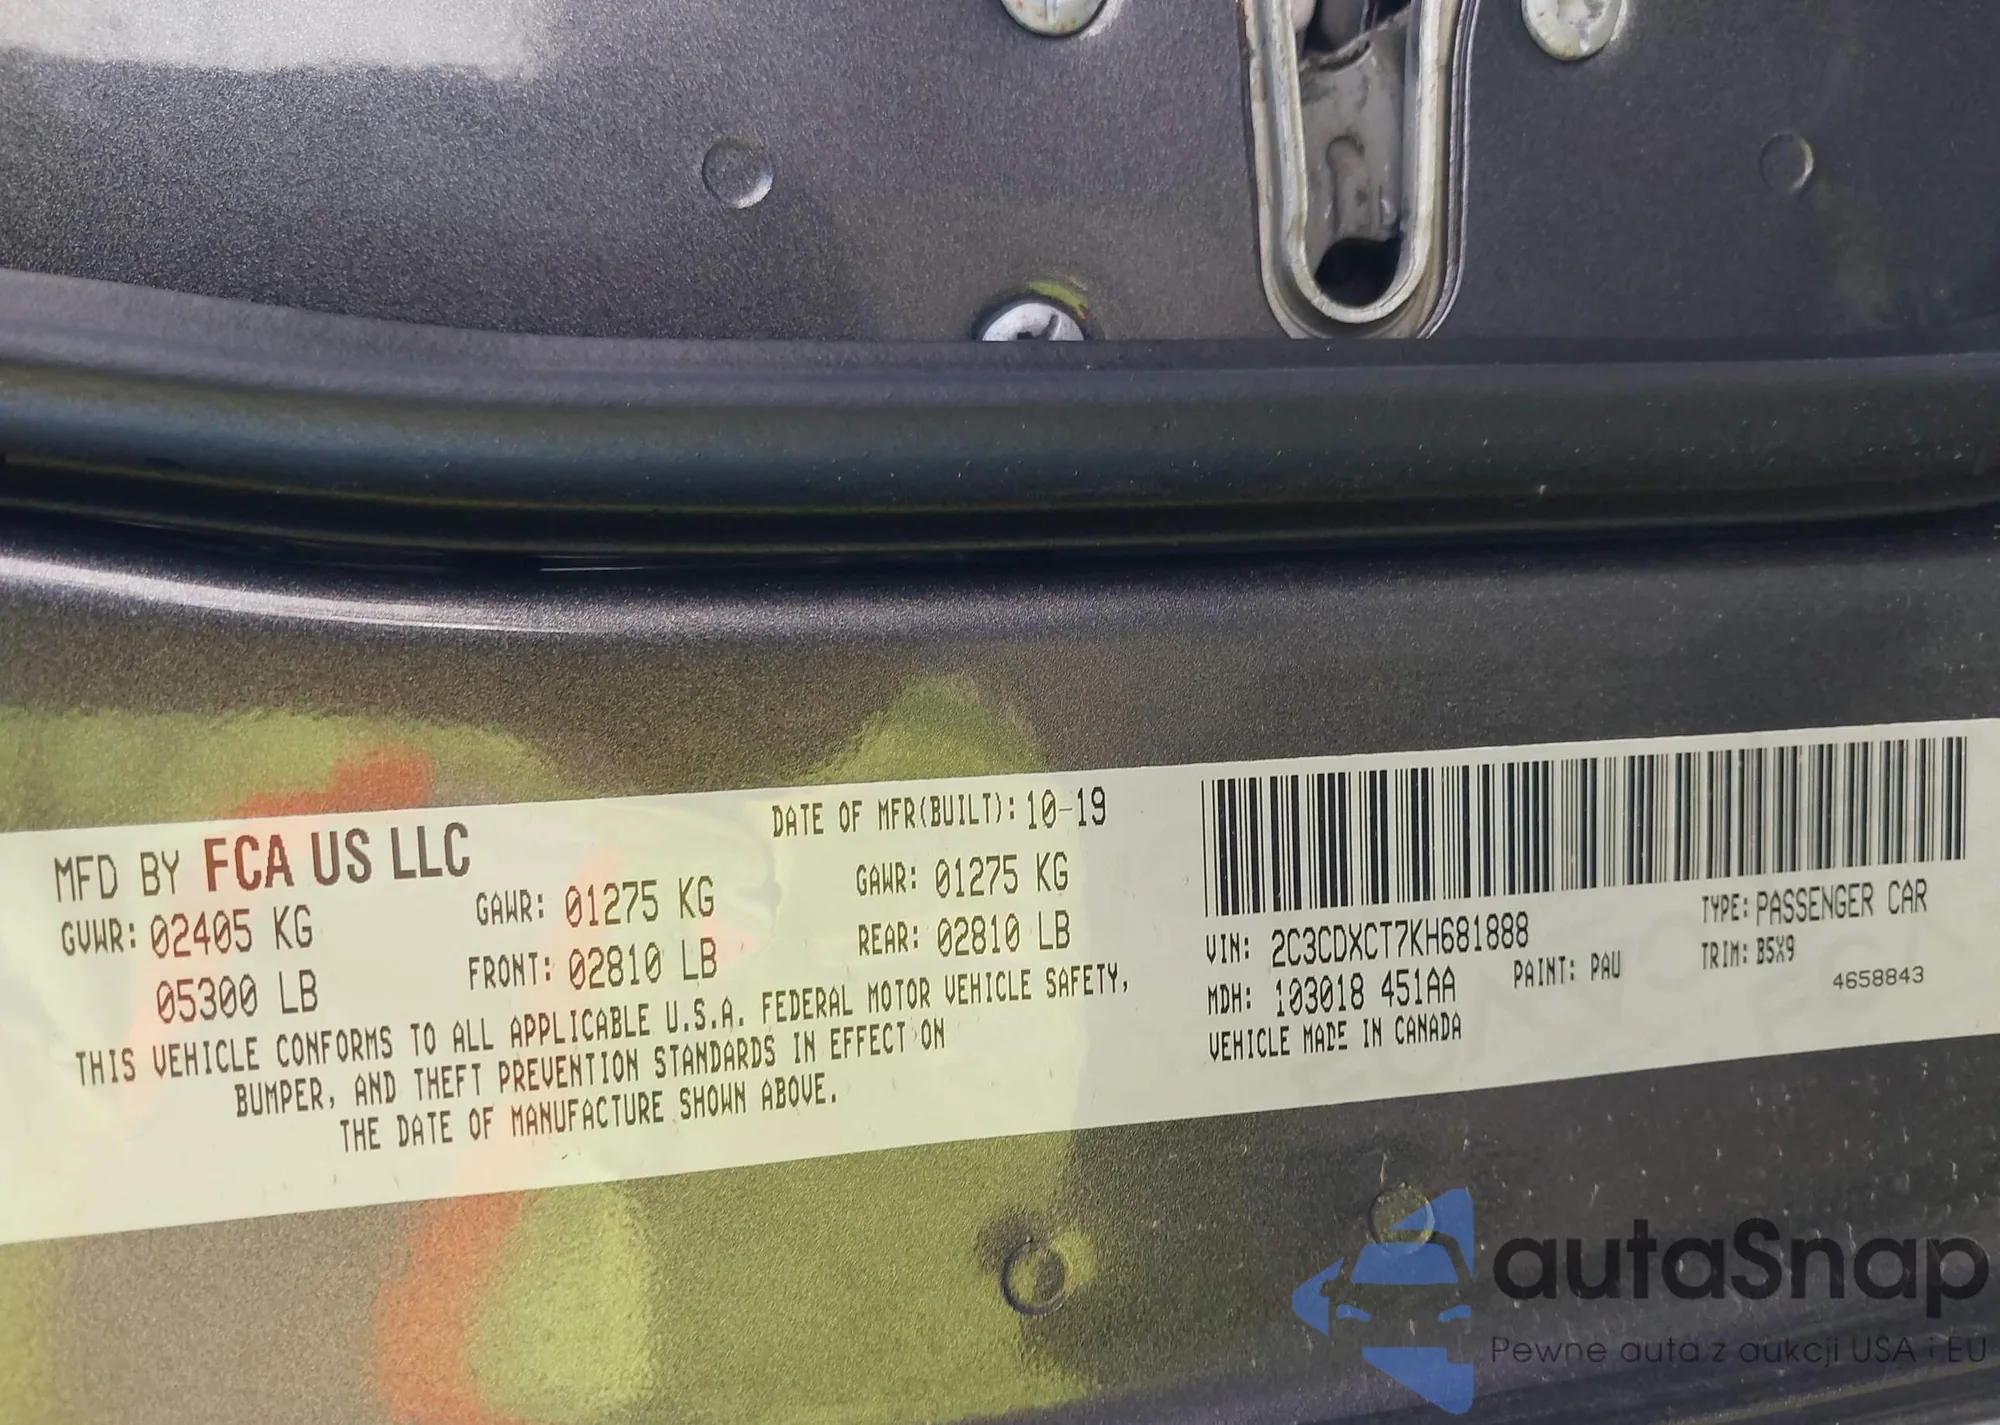 MFD BY FCA US LLC
DATE OF MFR(BUILT): 10-19
GVWR: 02405 KG
05300 LB
GAWR: 01275 KG
FRONT: 02810 LB
GAWR: 01275 KG
REAR: 02810 LB
THIS VEHICLE CONFORMS TO ALL APPLICABLE U.S.A. FEDERAL MOTOR VEHICLE SAFETY,
BUMPER, AND THEFT PREVENTION STANDARDS IN EFFECT ON
THE DATE OF MANUFACTURE SHOWN ABOVE.
VIN: 2C3CDXCT7KH681888
TYPE: PASSENGER CAR
MDH: 103018 451AA
PAINT: PAU
TRIM: B5X9
VEHICLE MADE IN CANADA
4658843
autaSnap
Pewne auta z aukcji USA i EU